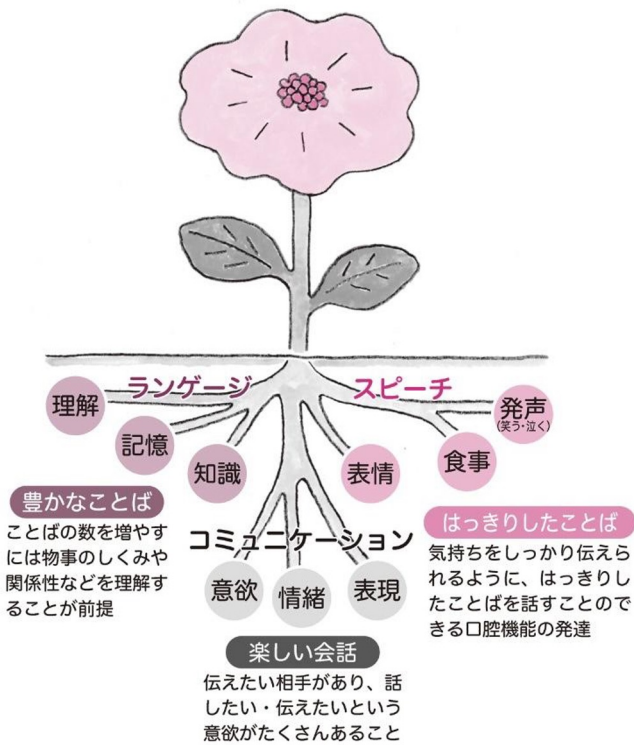 ランゲージ
スピーチ
理解
記憶
知識
表情
食事
発声
(笑う・泣く)
豊かなことば
ことばの数を増やす
には物事のしくみや
関係性などを理解す
ることが前提
コミュニケーション
意欲
情緒
表現
はっきりしたことば
気持ちをしっかり伝えら
れるように、はっきりし
たことばを話すことので
きる口腔機能の発達
楽しい会話
伝えたい相手があり、話
したい・伝えたいという
意欲がたくさんあること